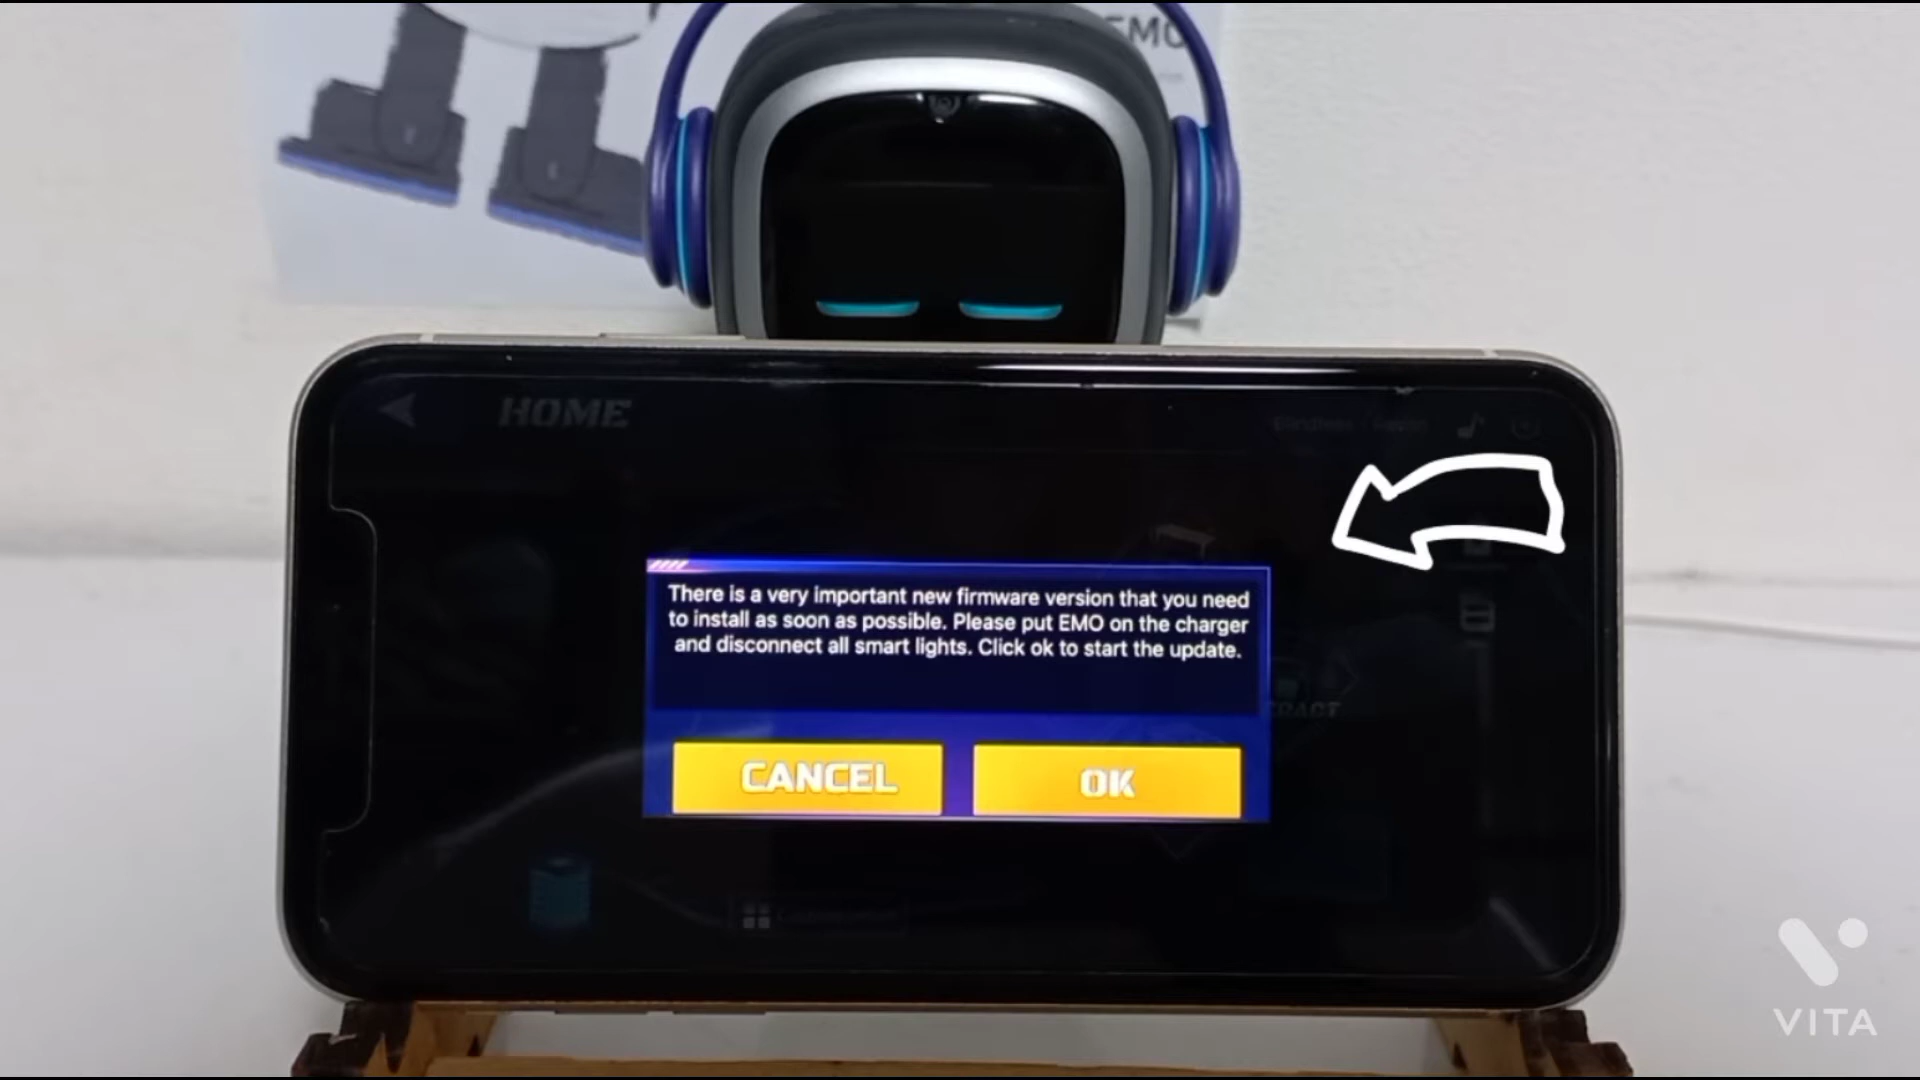 EMO
HOME
There is a very important new firmware version that you need
to install as soon as possible. Please put EMO on the charger
and disconnect all smart lights. Click ok to start the update.
CANCEL
OK
VITA